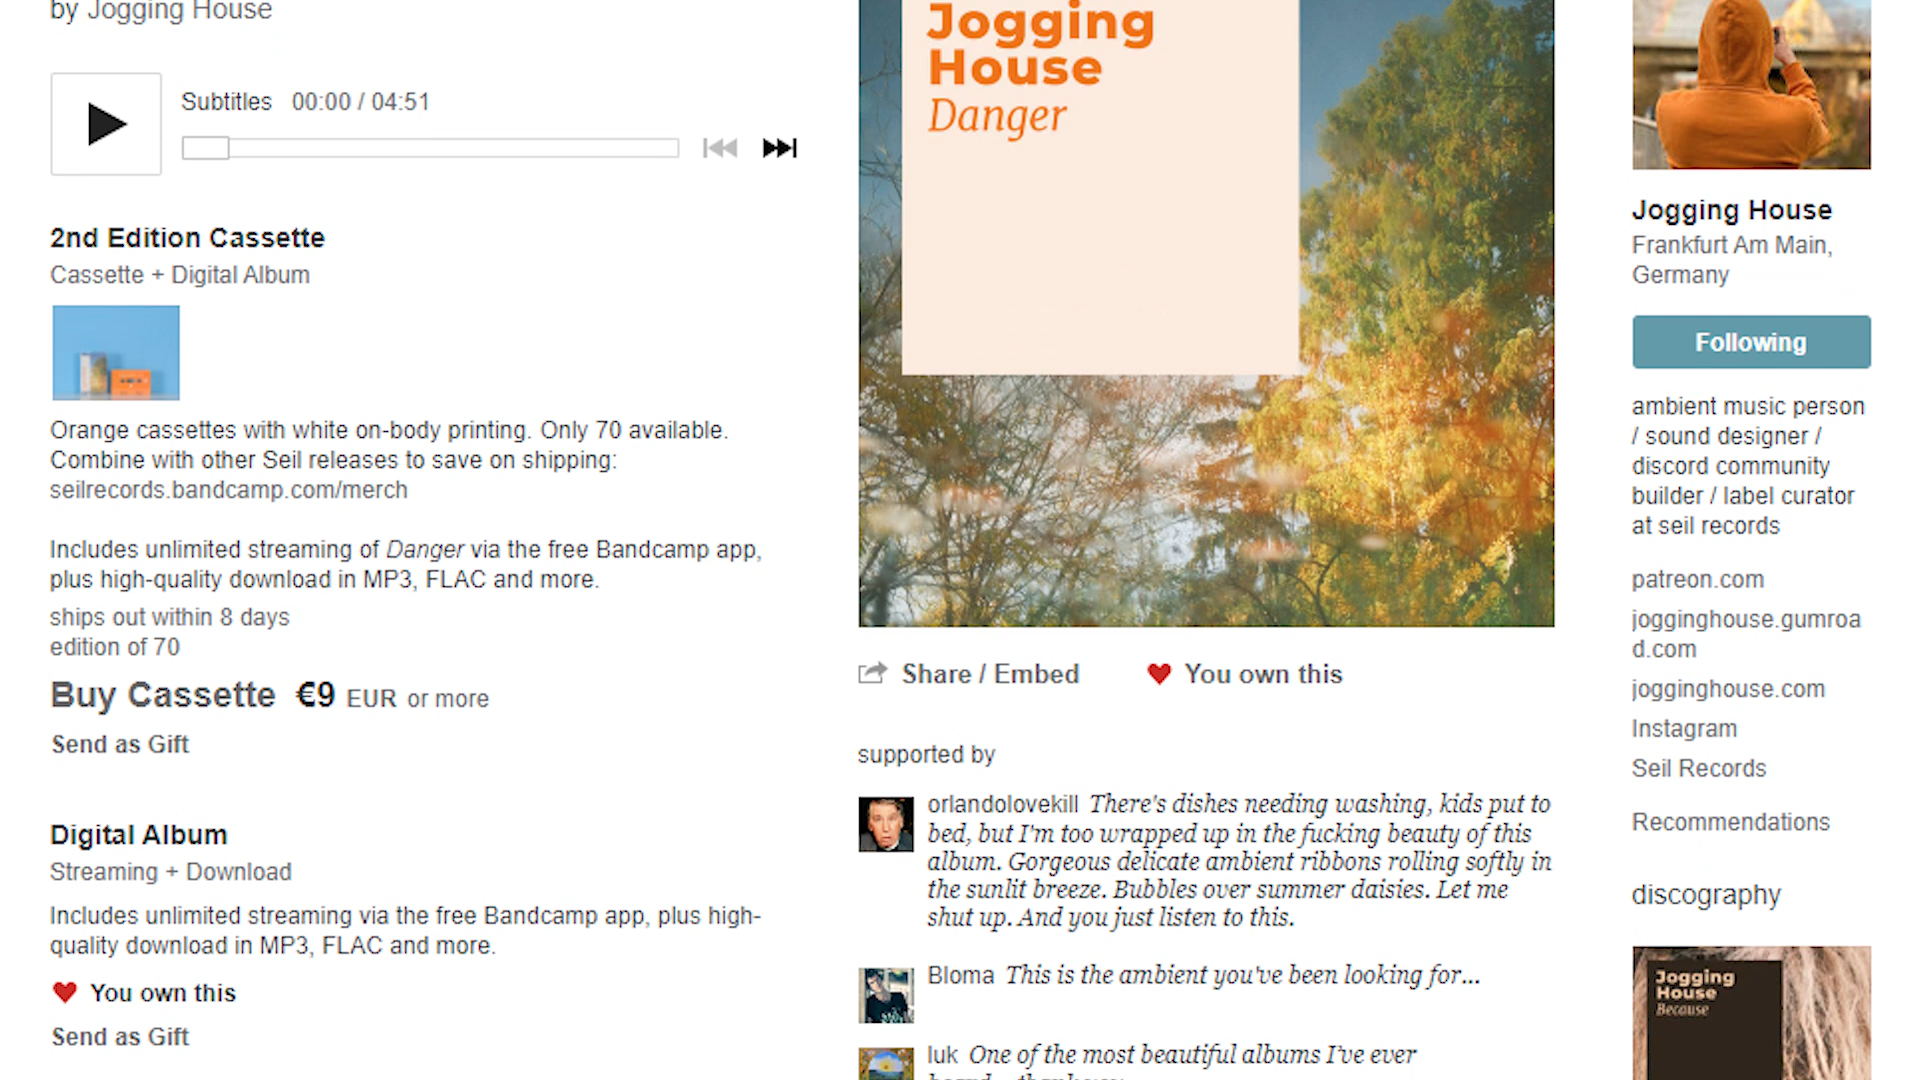 by Jogging House
Subtitles 00:00 / 04:51
2nd Edition Cassette
Cassette + Digital Album
Orange cassettes with white on-body printing. Only 70 available.
Combine with other Seil releases to save on shipping:
seilrecords.bandcamp.com/merch
Includes unlimited streaming of Danger via the free Bandcamp app,
plus high-quality download in MP3, FLAC and more.
ships out within 8 days
edition of 70
Buy Cassette €9 EUR or more
Send as Gift
Digital Album
Streaming + Download
Includes unlimited streaming via the free Bandcamp app, plus high-
quality download in MP3, FLAC and more.
You own this
Send as Gift
Jogging
House
Danger
Share / Embed
You own this
supported by
orlandolovekill There's dishes needing washing, kids put to
bed, but I'm too wrapped up in the fucking beauty of this
album. Gorgeous delicate ambient ribbons rolling softly in
the sunlit breeze. Bubbles over summer daisies. Let me
shut up. And you just listen to this.
Bloma This is the ambient you've been looking for...
luk One of the most beautiful albums I've ever
Jogging House
Frankfurt Am Main,
Germany
Following
ambient music person
/ sound designer /
discord community
builder / label curator
at seil records
patreon.com
jogginghouse.gumroa
d.com
jogginghouse.com
Instagram
Seil Records
Recommendations
discography
Jogging
House
Because